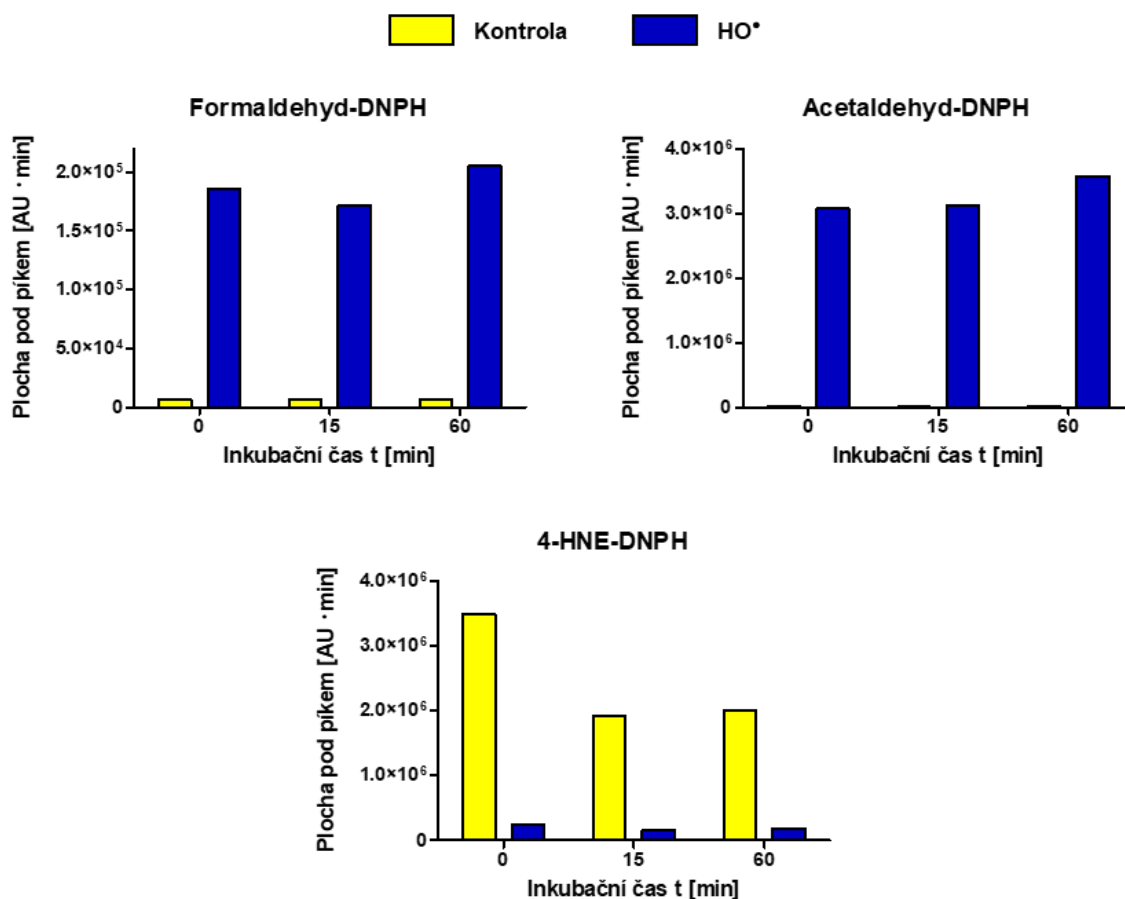 Kontrola HO•
Formaldehyd-DNPH
Plocha pod píkem [AU · min]
2.0×10⁵
1.5×10⁵
1.0×10⁵
5.0×10⁴
0
0 15 60
Inkubační čas t [min]
Acetaldehyd-DNPH
Plocha pod píkem [AU · min]
4.0×10⁶
3.0×10⁶
2.0×10⁶
1.0×10⁶
0
0 15 60
Inkubační čas t [min]
4-HNE-DNPH
Plocha pod píkem [AU · min]
4.0×10⁶
3.0×10⁶
2.0×10⁶
1.0×10⁶
0
0 15 60
Inkubační čas t [min]